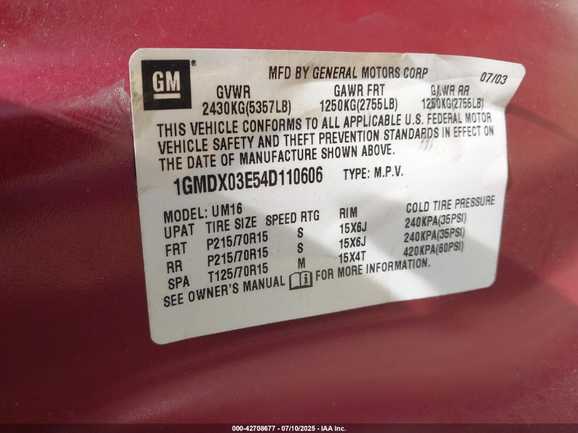 GM
MFD BY GENERAL MOTORS CORP 07/03
GVWR GAWR FRT GAWR RR
2430KG(5357LB) 1250KG(2755LB) 1250KG(2755LB)
THIS VEHICLE CONFORMS TO ALL APPLICABLE U.S. FEDERAL MOTOR
VEHICLE SAFETY AND THEFT PREVENTION STANDARDS IN EFFECT ON
THE DATE OF MANUFACTURE SHOWN ABOVE.
1GMDX03E54D110606 TYPE: M.P.V.
MODEL: UM16
UPAT TIRE SIZE SPEED RTG RIM COLD TIRE PRESSURE
FRT P215/70R15 S 15X6J 240KPA(35PSI)
RR P215/70R15 S 15X6J 240KPA(35PSI)
SPA T125/70R15 M 15X4T 420KPA(60PSI)
SEE OWNER'S MANUAL FOR MORE INFORMATION.
000-42708677 - 07/10/2025 - IAA Inc.